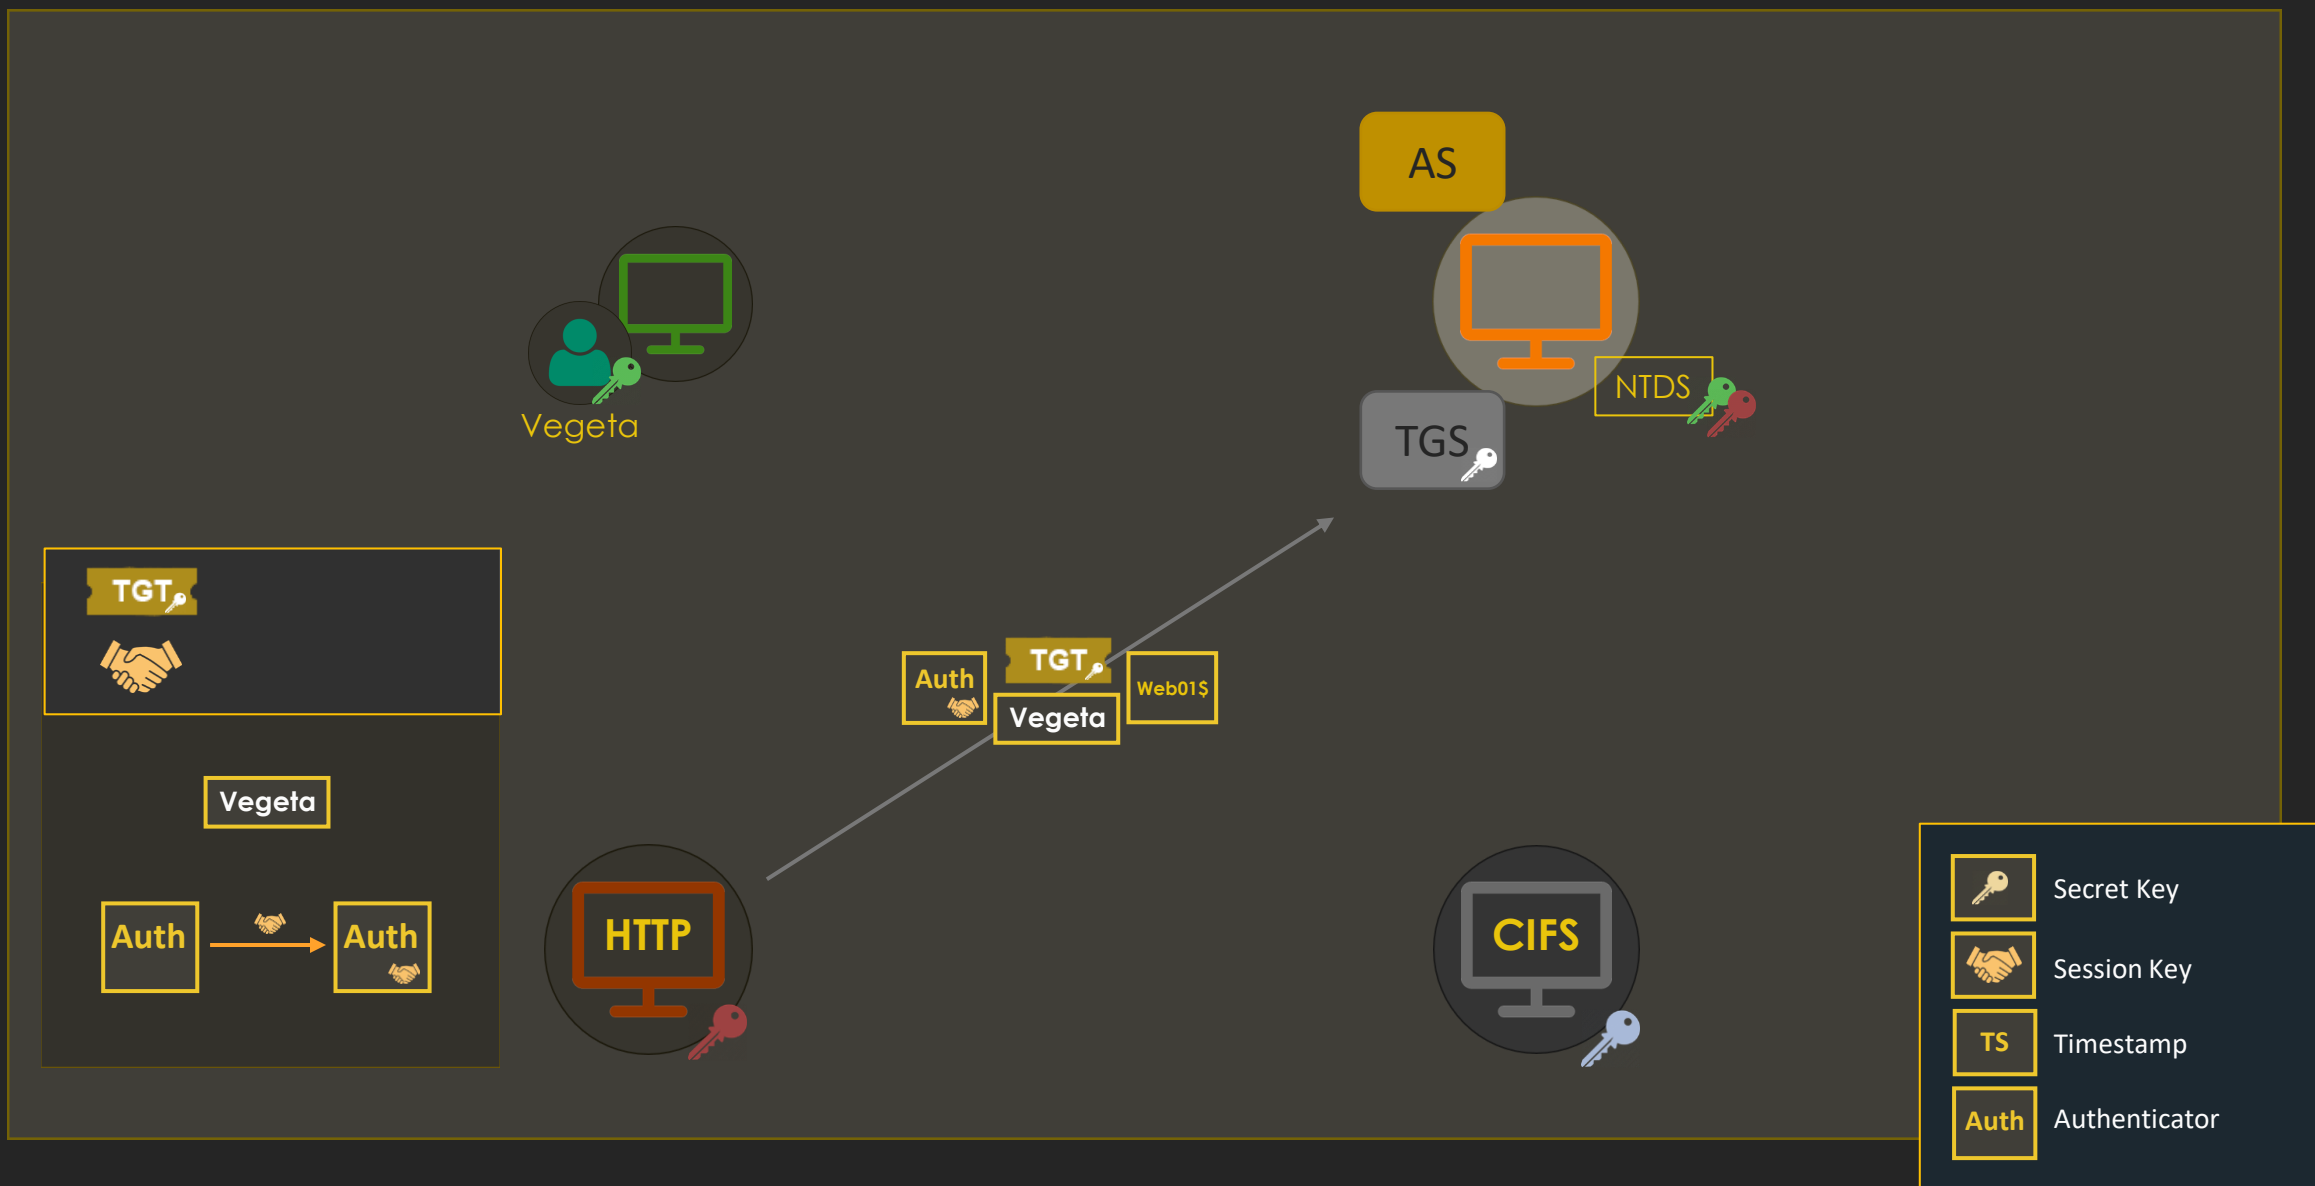 AS
NTDS
TGS
Vegeta
TGT
Vegeta
Auth
Auth
Auth
TGT
Vegeta
Web01$
HTTP
CIFS
Secret Key
Session Key
TS
Timestamp
Auth
Authenticator